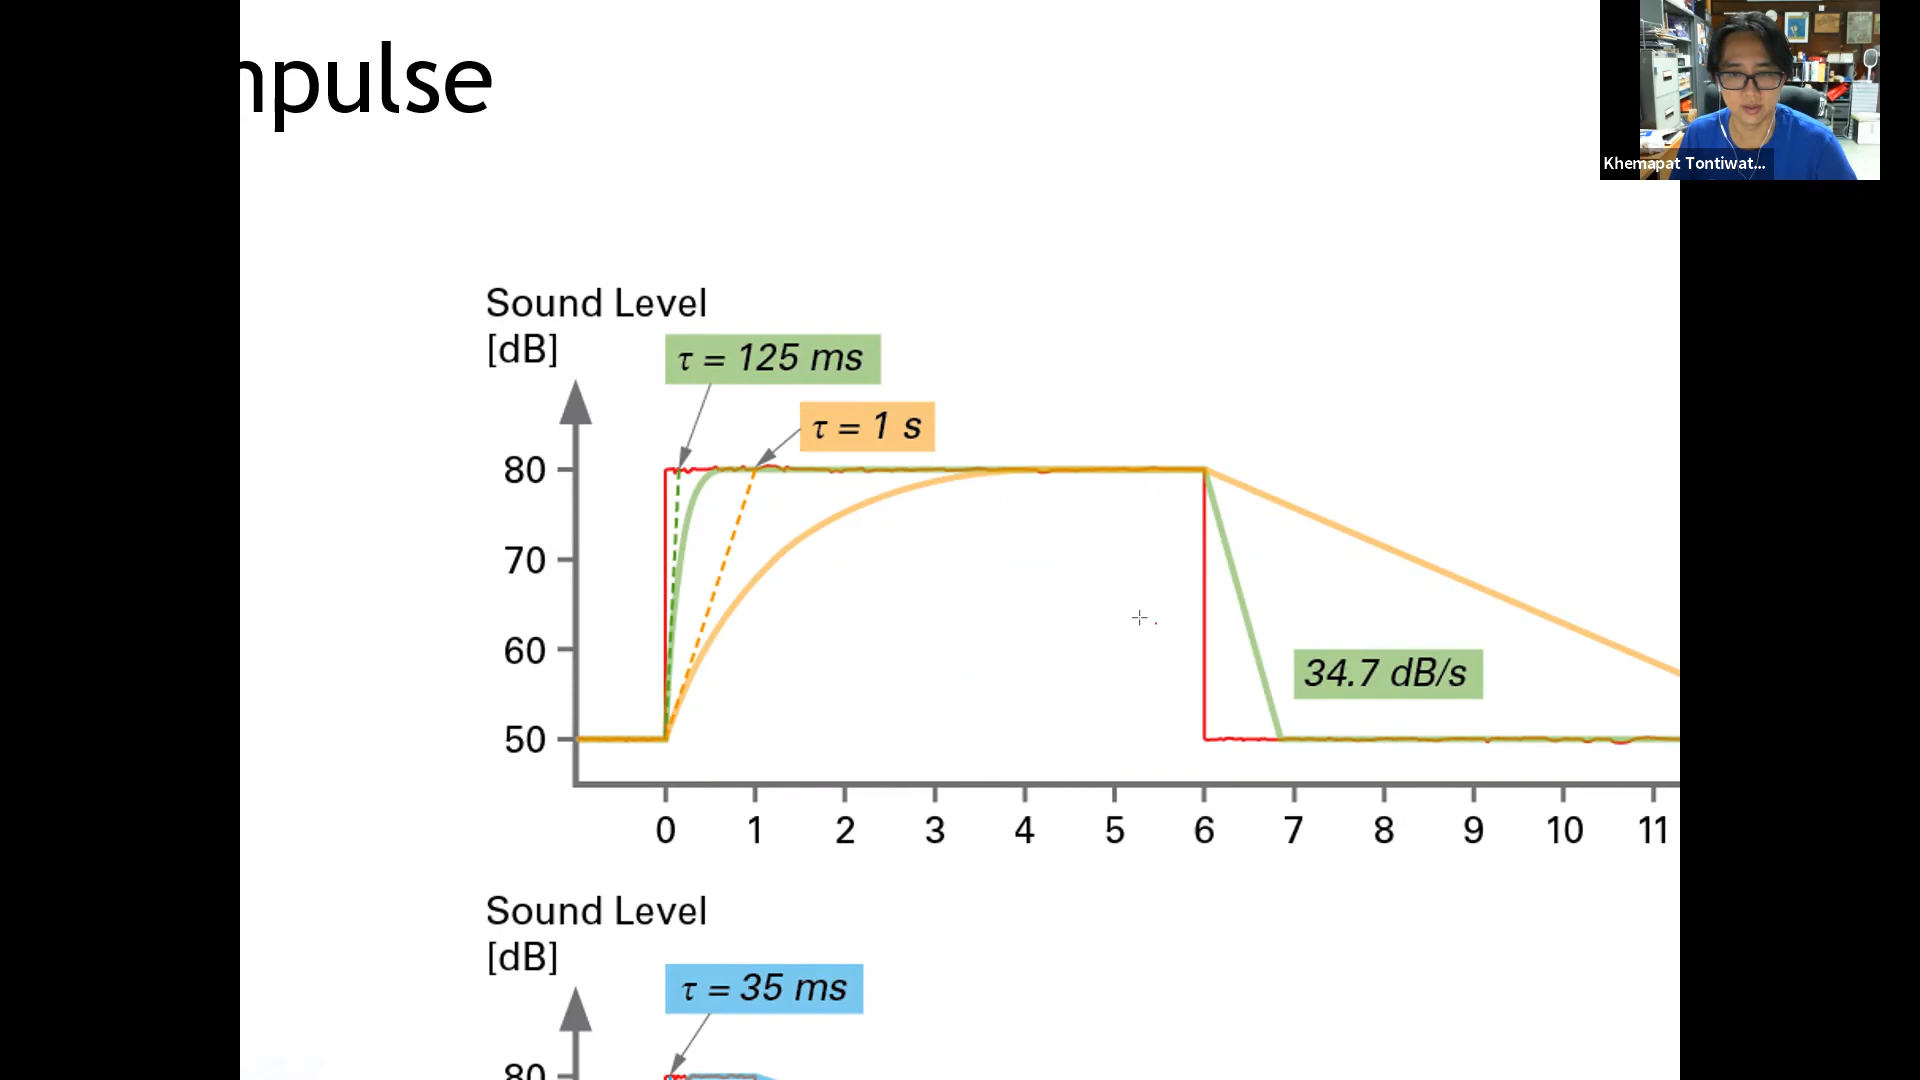 npulse
Khemapat Tontiwat...
Sound Level
[dB]
τ = 125 ms
τ = 1 s
80
70
60
50
34.7 dB/s
0 1 2 3 4 5 6 7 8 9 10 11
Sound Level
[dB]
τ = 35 ms
80